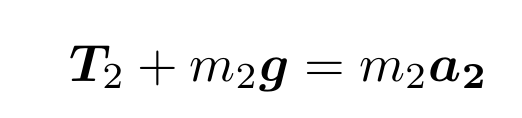 T₂ + m₂g = m₂a₂